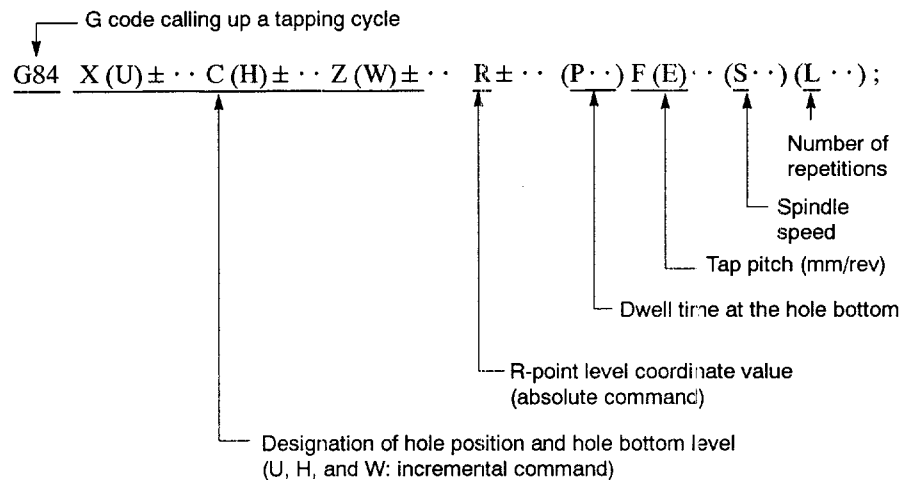 G code calling up a tapping cycle
G84 X (U) ± ·· C (H) ± ·· Z (W) ± ·· R ± ·· (P ··) F (E) ·· (S ··) (L ··) ;
Number of
repetitions
Spindle
speed
Tap pitch (mm/rev)
Dwell time at the hole bottom
R-point level coordinate value
(absolute command)
Designation of hole position and hole bottom level
(U, H, and W: incremental command)